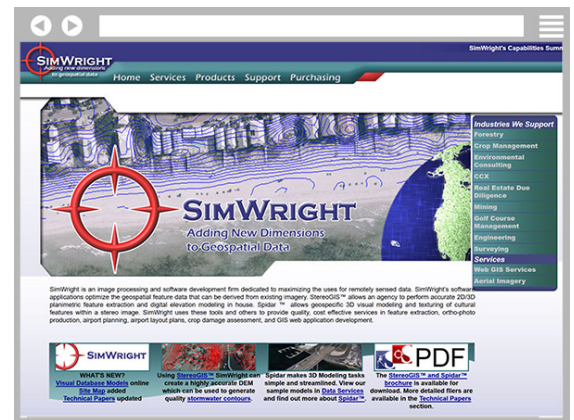 SimWright's Capabilities Summ
SIMWRIGHT
Adding new dimensions
to geospatial data
Home Services Products Support Purchasing
Industries We Support
Forestry
Crop Management
Environmental
Consulting
CCX
Real Estate Due
Diligence
Mining
Golf Course
Management
Engineering
Surveying
Services
Web GIS Services
Aerial Imagery
SIMWRIGHT
Adding New Dimensions
to Geospatial Data
SimWright is an image processing and software development firm dedicated to maximizing the uses for remotely sensed data. SimWright's software
applications optimize the geospatial feature data that can be derived from existing imagery. StereoGIS™ allows an agency to perform accurate 2D/3D
planimetric feature extraction and digital elevation modeling in house. Spidar ™ allows geospecific 3D visual modeling and texturing of cultural
features within a stereo image. SimWright uses these tools and others to provide quality, cost effective services in feature extraction, ortho-photo
production, airport planning, airport layout plans, crop damage assessment, and GIS web application development.
SIMWRIGHT
WHAT'S NEW?
Visual Database Models online
Site Map added
Technical Papers updated
Using StereoGIS™ SimWright can
create a highly accurate DEM
which can be used to generate
quality stormwater contours.
Spidar makes 3D Modeling tasks
simple and streamlined. View our
sample models in Data Services
and find out more about Spidar™.
PDF
The StereoGIS™ and Spidar™
brochure is available for
download. More detailed fliers are
available in the Technical Papers
section.